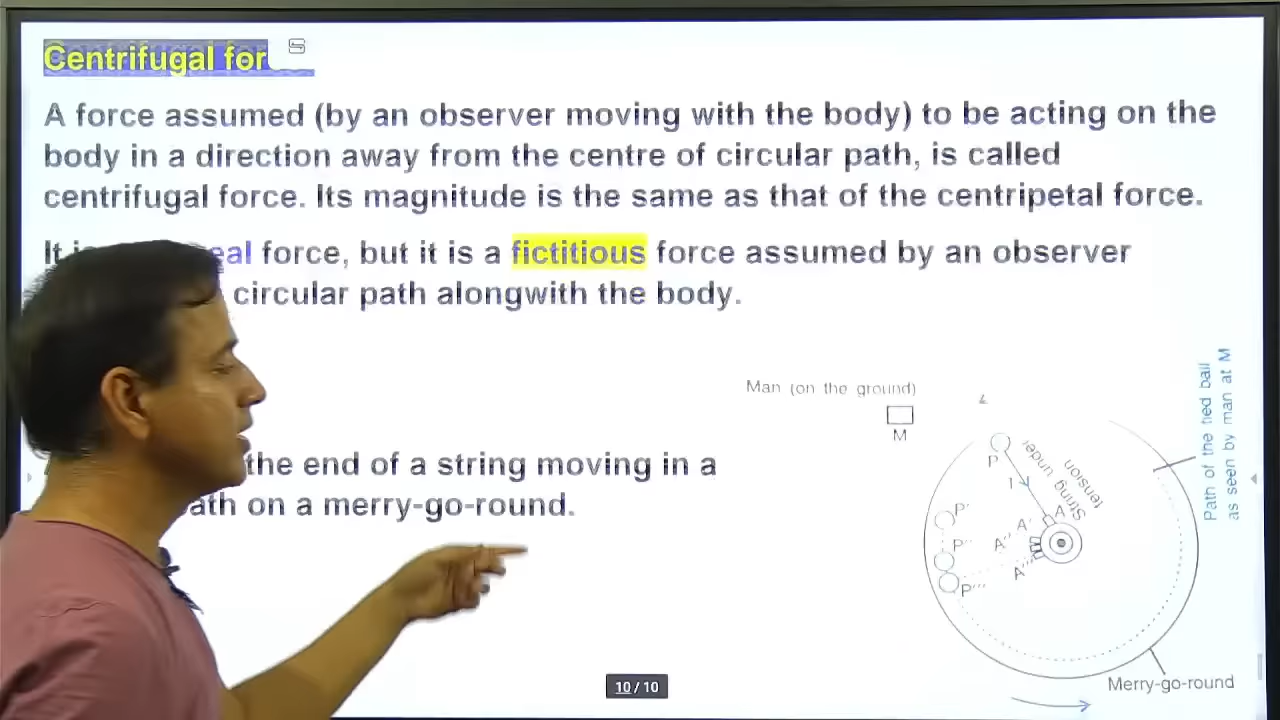 Centrifugal for
A force assumed (by an observer moving with the body) to be acting on the
body in a direction away from the centre of circular path, is called
centrifugal force. Its magnitude is the same as that of the centripetal force.
force, but it is a fictitious force assumed by an observer
circular path alongwith the body.
the end of a string moving in a
on a merry-go-round.
Man (on the ground)
M
P
String under
tension
A
A'
A''
A'''
P'
P''
P'''
Path of the tied ball
as seen by man at M
Merry-go-round
10 / 10